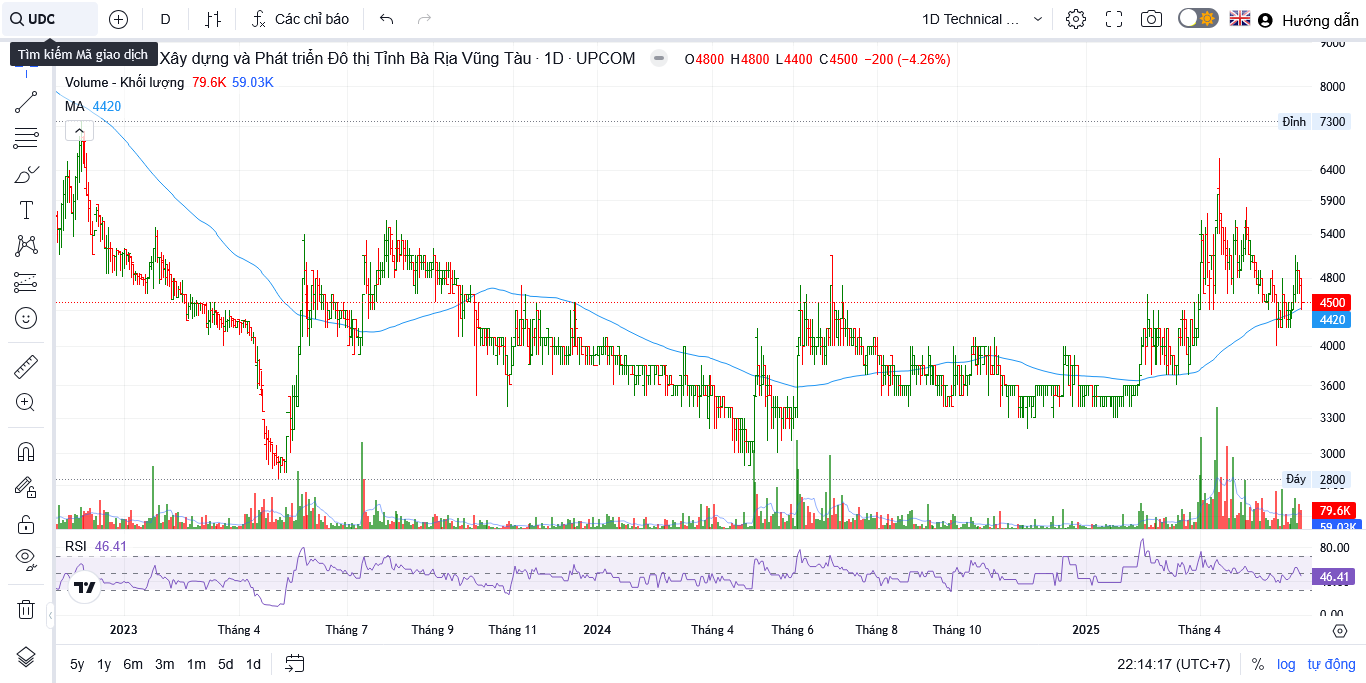 UDC D Các chỉ báo 1D Technical ... Hướng dẫn
Tìm kiếm Mã giao dịch
Xây dựng và Phát triển Đô thị Tỉnh Bà Rịa Vũng Tàu · 1D · UPCOM O4800 H4800 L4400 C4500 −200 (−4.26%)
Volume - Khối lượng 79.6K 59.03K
MA 4420
9000
8000
Đỉnh 7300
6400
5900
5400
4800
4500
4420
4000
3600
3300
3000
Đáy 2800
79.6K
59.03K
RSI 46.41
80.00
46.41
0.00
2023 Tháng 4 Tháng 7 Tháng 9 Tháng 11 2024 Tháng 4 Tháng 6 Tháng 8 Tháng 10 2025 Tháng 4
5y 1y 6m 3m 1m 5d 1d 22:14:17 (UTC+7) % log tự động